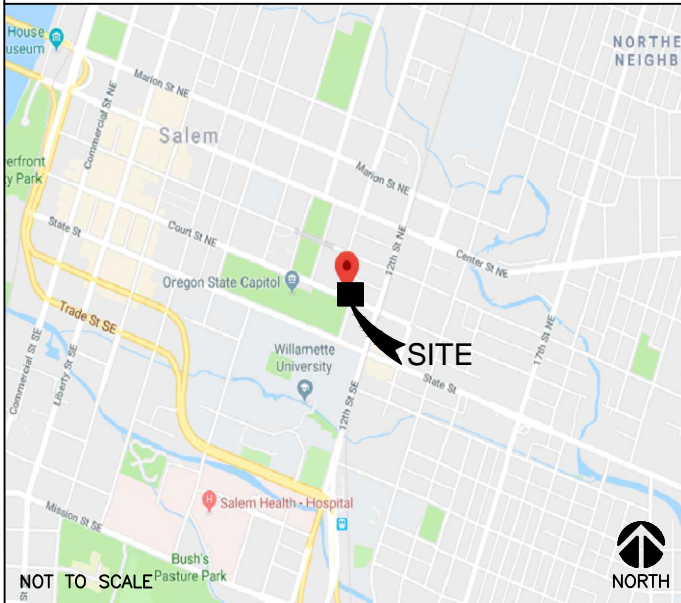 House
useum
Marion St NE
Commercial St NE
NORTHE
NEIGHB
Salem
erfront
ty Park
Marion St NE
State St
Court St NE
12th St NE
Center St NE
Oregon State Capitol
Trade St SE
SITE
Willamette
University
17th St NE
State St
Commercial St SE
Liberty St SE
12th St SE
Salem Health - Hospital
H
Mission St SE
Bush's
Pasture Park
NOT TO SCALE
NORTH